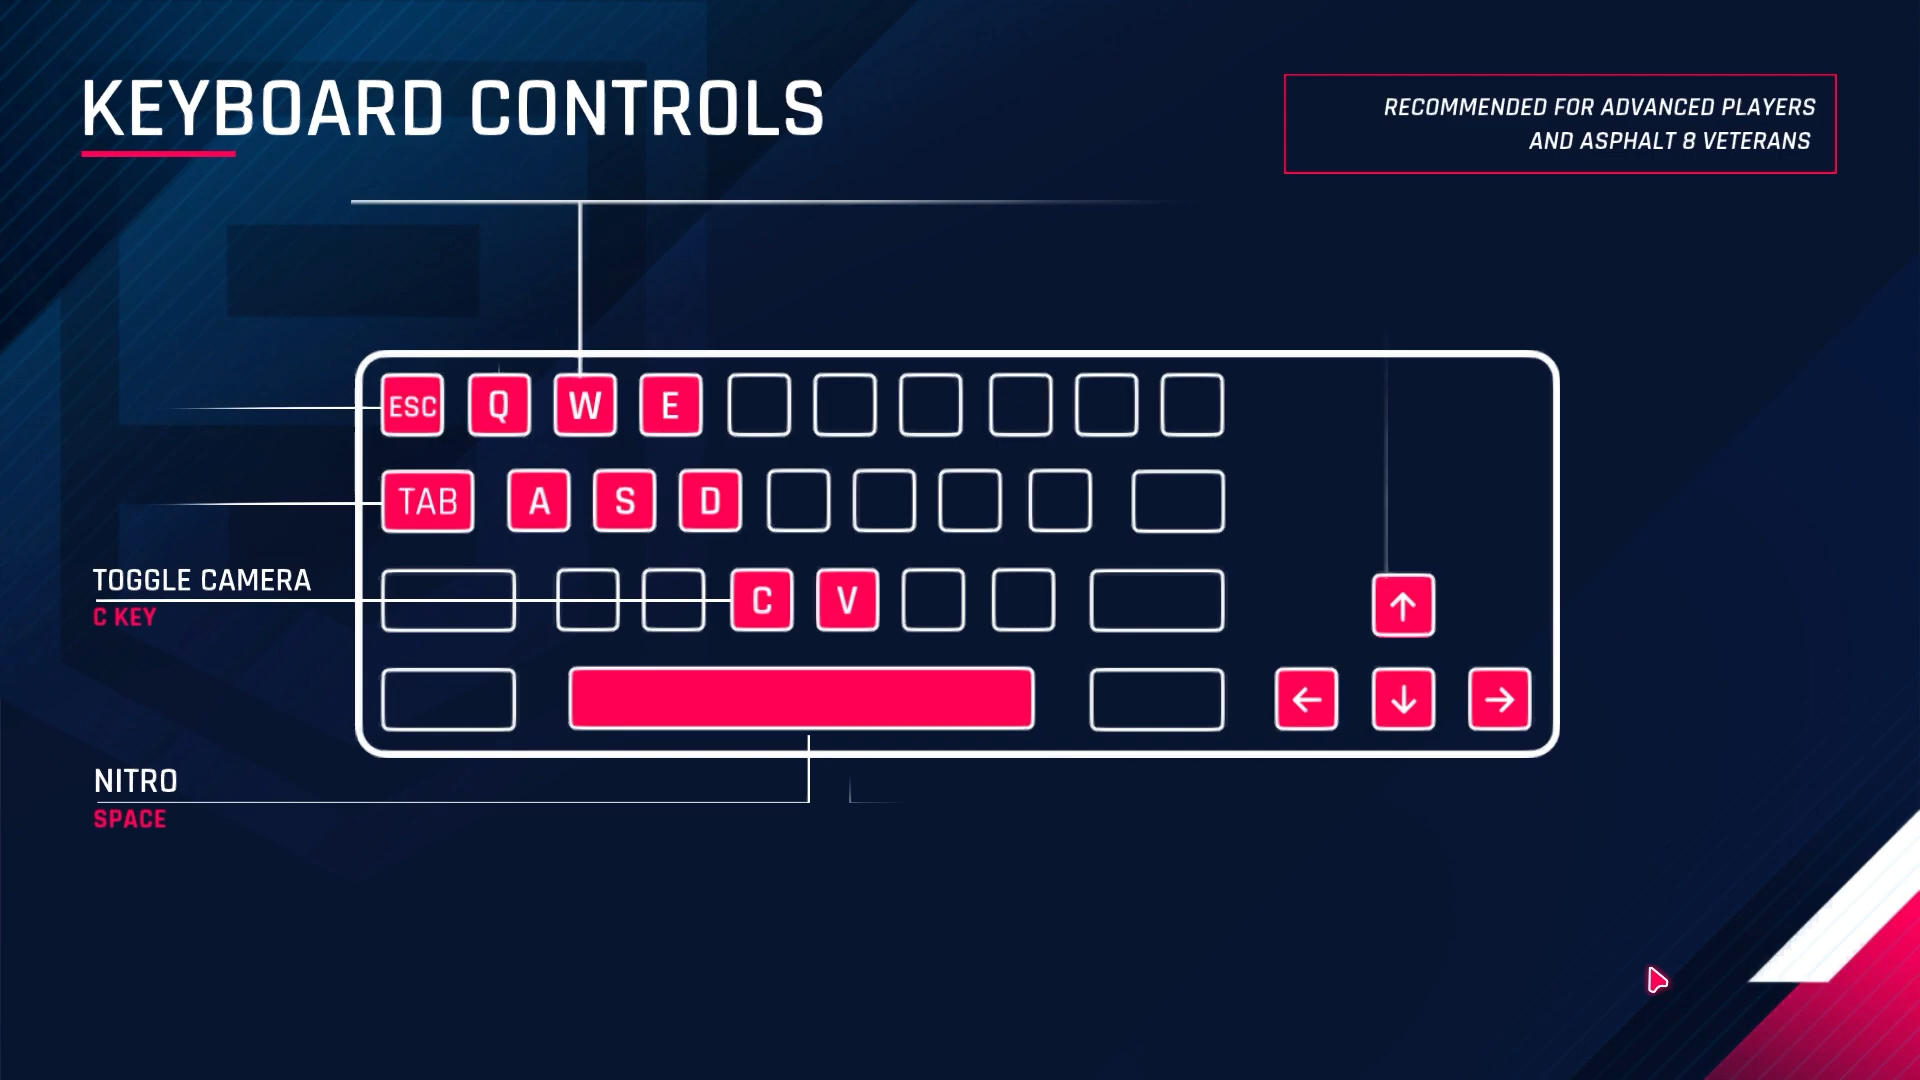 KEYBOARD CONTROLS
RECOMMENDED FOR ADVANCED PLAYERS
AND ASPHALT 8 VETERANS
ESC Q W E
TAB A S D
TOGGLE CAMERA
C KEY
C V
↑
← ↓ →
NITRO
SPACE